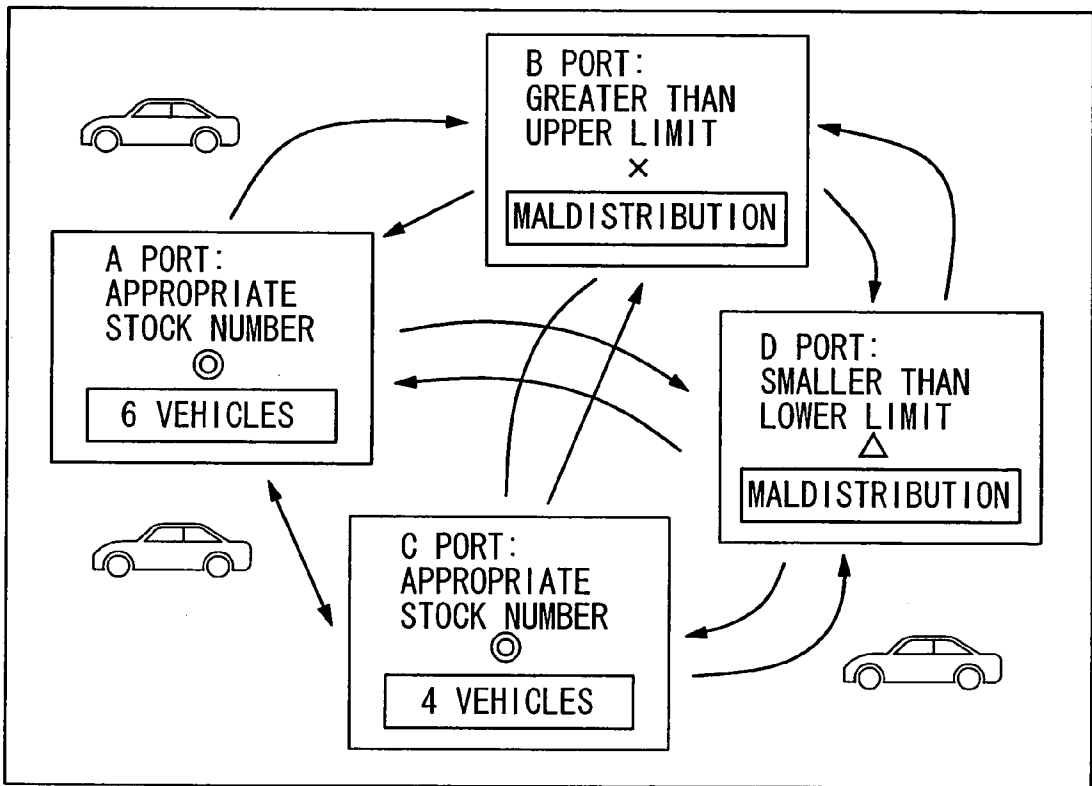 B PORT:
GREATER THAN
UPPER LIMIT
×
MALDISTRIBUTION
A PORT:
APPROPRIATE
STOCK NUMBER
◎
6 VEHICLES
D PORT:
SMALLER THAN
LOWER LIMIT
△
MALDISTRIBUTION
C PORT:
APPROPRIATE
STOCK NUMBER
◎
4 VEHICLES